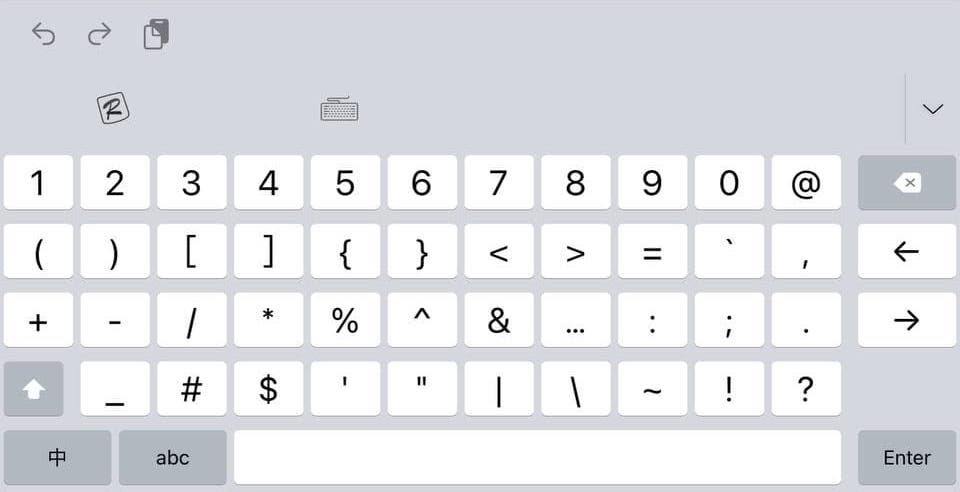 1 2 3 4 5 6 7 8 9 0 @
( ) [ ] { } < > = ` ,
+ - / * % ^ & … : ; .
_ # $ ' " | \ ~ ! ?
中 abc Enter